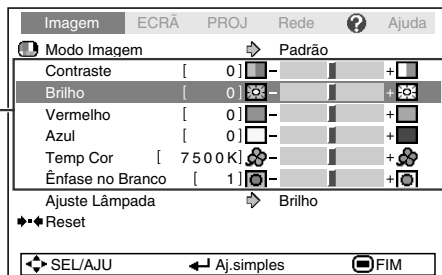 Imagem ECRÃ PROJ Rede ? Ajuda
Modo Imagem Padrão
Contraste [ 0] - +
Brilho [ 0] - +
Vermelho [ 0] - +
Azul [ 0] - +
Temp Cor [ 7500K] - +
Ênfase no Branco [ 1] - +
Ajuste Lâmpada Brilho
Reset
SEL/AJU Aj.simples FIM